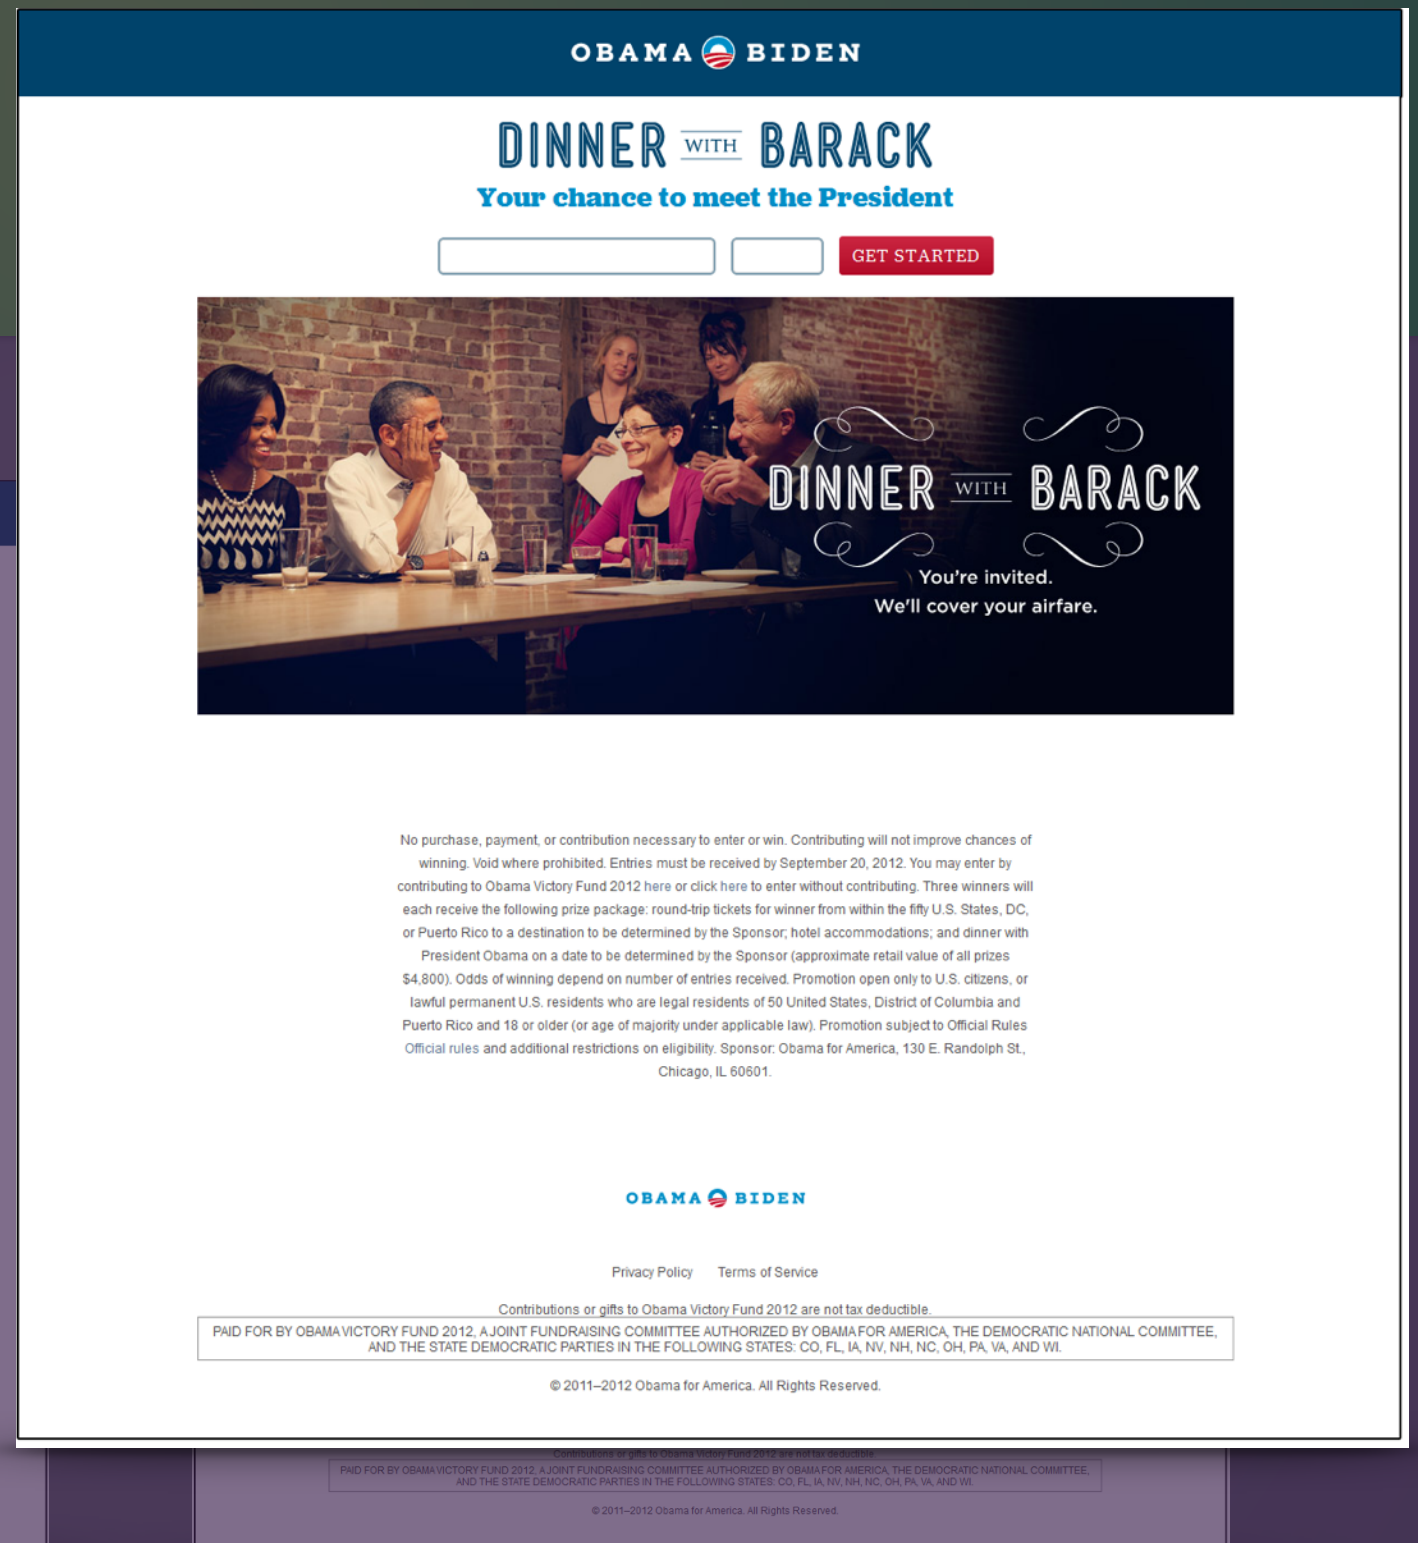 OBAMA BIDEN
DINNER WITH BARACK
Your chance to meet the President
GET STARTED
DINNER WITH BARACK
You're invited.
We'll cover your airfare.
No purchase, payment, or contribution necessary to enter or win. Contributing will not improve chances of
winning. Void where prohibited. Entries must be received by September 20, 2012. You may enter by
contributing to Obama Victory Fund 2012 here or click here to enter without contributing. Three winners will
each receive the following prize package: round-trip tickets for winner from within the fifty U.S. States, DC,
or Puerto Rico to a destination to be determined by the Sponsor; hotel accommodations; and dinner with
President Obama on a date to be determined by the Sponsor (approximate retail value of all prizes
$4,800). Odds of winning depend on number of entries received. Promotion open only to U.S. citizens, or
lawful permanent U.S. residents who are legal residents of 50 United States, District of Columbia and
Puerto Rico and 18 or older (or age of majority under applicable law). Promotion subject to Official Rules
Official rules and additional restrictions on eligibility. Sponsor: Obama for America, 130 E. Randolph St.,
Chicago, IL 60601.
OBAMA BIDEN
Privacy Policy Terms of Service
Contributions or gifts to Obama Victory Fund 2012 are not tax deductible.
PAID FOR BY OBAMA VICTORY FUND 2012, A JOINT FUNDRAISING COMMITTEE AUTHORIZED BY OBAMA FOR AMERICA, THE DEMOCRATIC NATIONAL COMMITTEE,
AND THE STATE DEMOCRATIC PARTIES IN THE FOLLOWING STATES: CO, FL, IA, NV, NH, NC, OH, PA, VA, AND WI.
© 2011–2012 Obama for America. All Rights Reserved.
Contributions or gifts to Obama Victory Fund 2012 are not tax deductible.
PAID FOR BY OBAMA VICTORY FUND 2012, A JOINT FUNDRAISING COMMITTEE AUTHORIZED BY OBAMA FOR AMERICA, THE DEMOCRATIC NATIONAL COMMITTEE,
AND THE STATE DEMOCRATIC PARTIES IN THE FOLLOWING STATES: CO, FL, IA, NV, NH, NC, OH, PA, VA, AND WI.
© 2011–2012 Obama for America. All Rights Reserved.